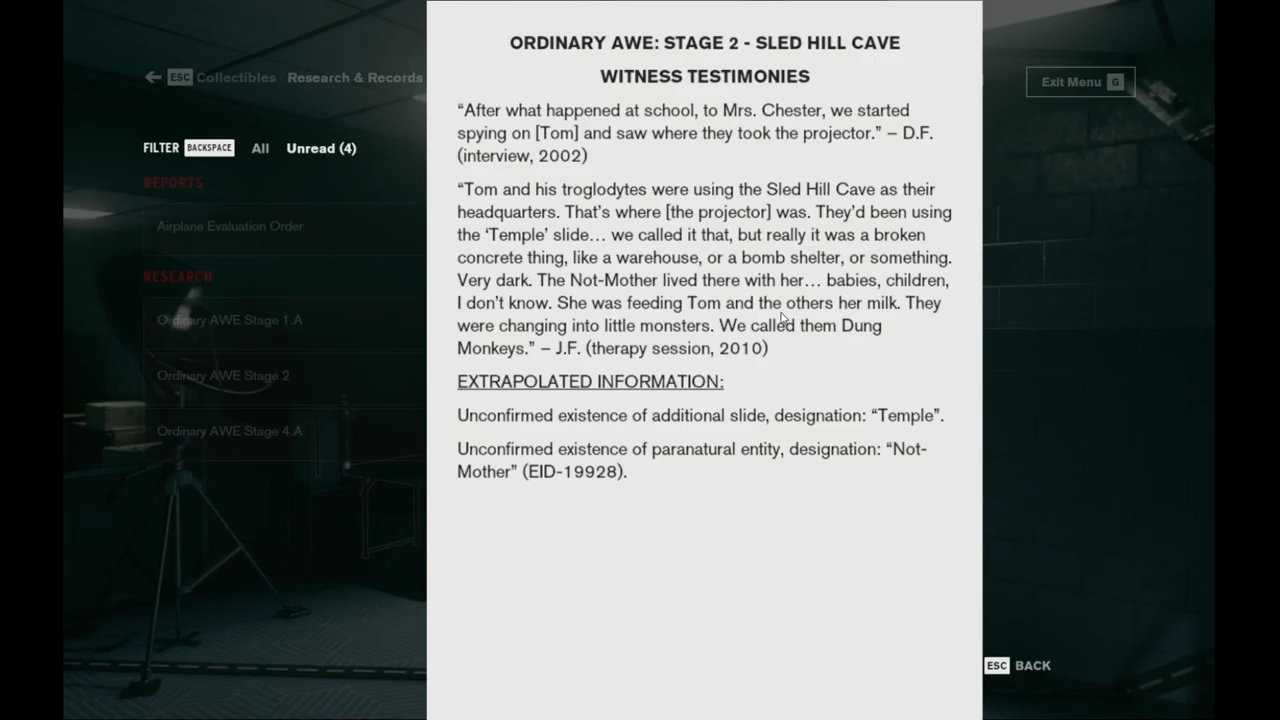 ORDINARY AWE: STAGE 2 - SLED HILL CAVE
WITNESS TESTIMONIES
← ESC Collectibles Research & Records
Exit Menu G
FILTER BACKSPACE All Unread (4)
REPORTS
Airplane Evaluation Order
RESEARCH
Ordinary AWE Stage 1.A
Ordinary AWE Stage 2
Ordinary AWE Stage 4.A
“After what happened at school, to Mrs. Chester, we started
spying on [Tom] and saw where they took the projector.” – D.F.
(interview, 2002)
“Tom and his troglodytes were using the Sled Hill Cave as their
headquarters. That’s where [the projector] was. They’d been using
the ‘Temple’ slide… we called it that, but really it was a broken
concrete thing, like a warehouse, or a bomb shelter, or something.
Very dark. The Not-Mother lived there with her… babies, children,
I don’t know. She was feeding Tom and the others her milk. They
were changing into little monsters. We called them Dung
Monkeys.” – J.F. (therapy session, 2010)
EXTRAPOLATED INFORMATION:
Unconfirmed existence of additional slide, designation: “Temple”.
Unconfirmed existence of paranatural entity, designation: “Not-
Mother” (EID-19928).
ESC BACK